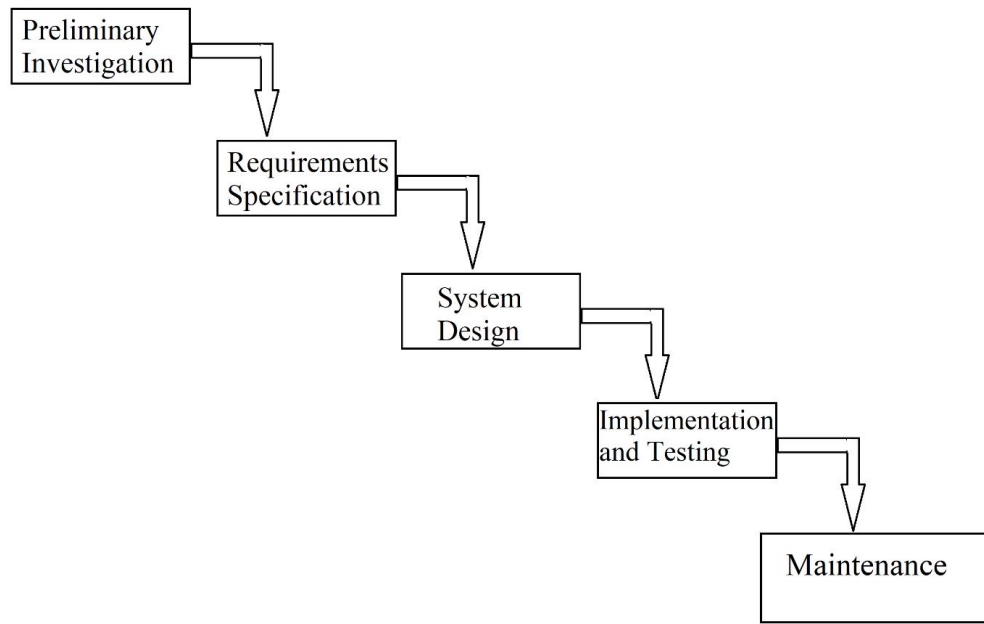 Preliminary
Investigation
Requirements
Specification
System
Design
Implementation
and Testing
Maintenance